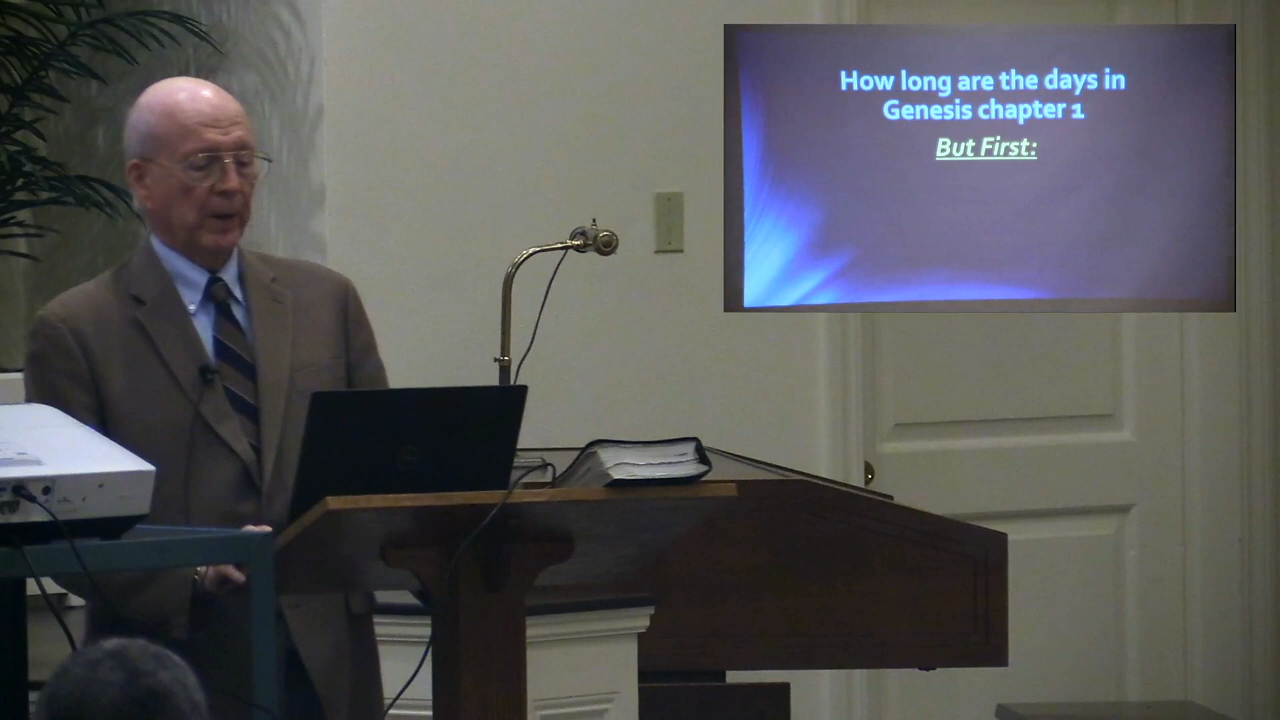 How long are the days in
Genesis chapter 1
But First: